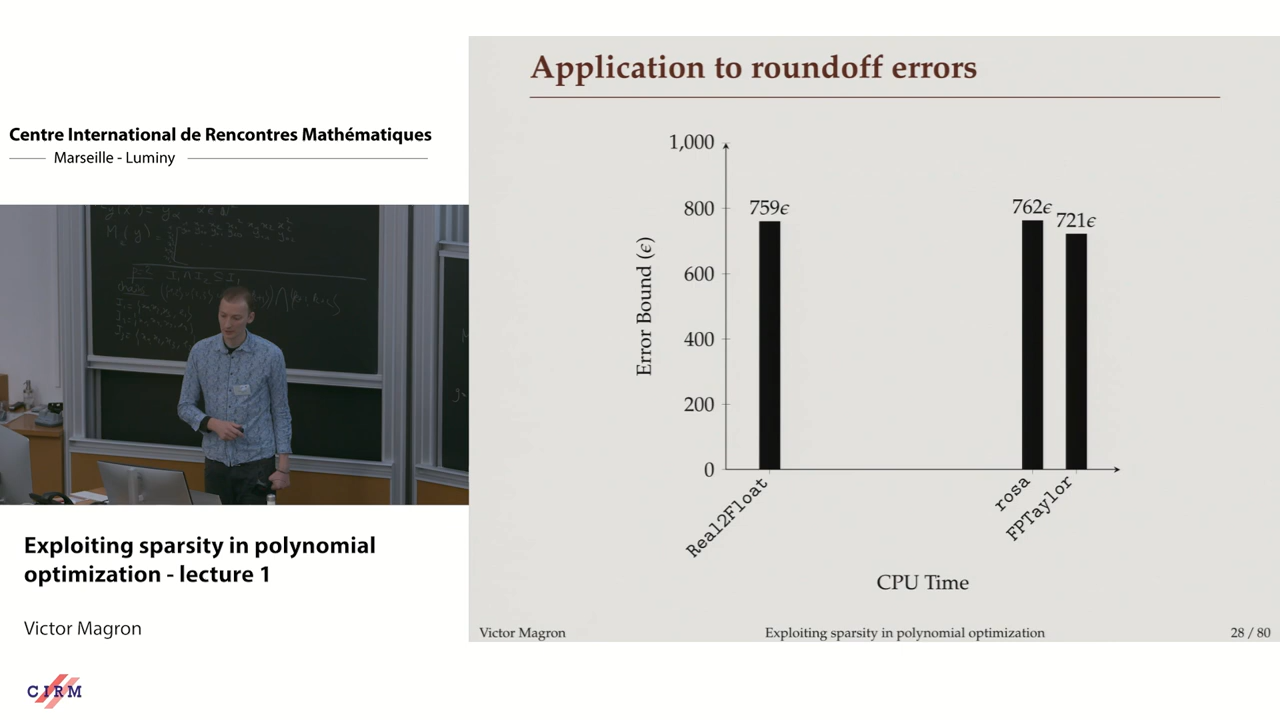 Centre International de Rencontres Mathématiques
Marseille - Luminy
Exploiting sparsity in polynomial
optimization - lecture 1
Victor Magron
CIRM
Application to roundoff errors
1,000
800
600
400
200
0
Error Bound (ϵ)
759ϵ
762ϵ
721ϵ
Real2Float
rosa
FPTaylor
CPU Time
Victor Magron
Exploiting sparsity in polynomial optimization
28 / 80